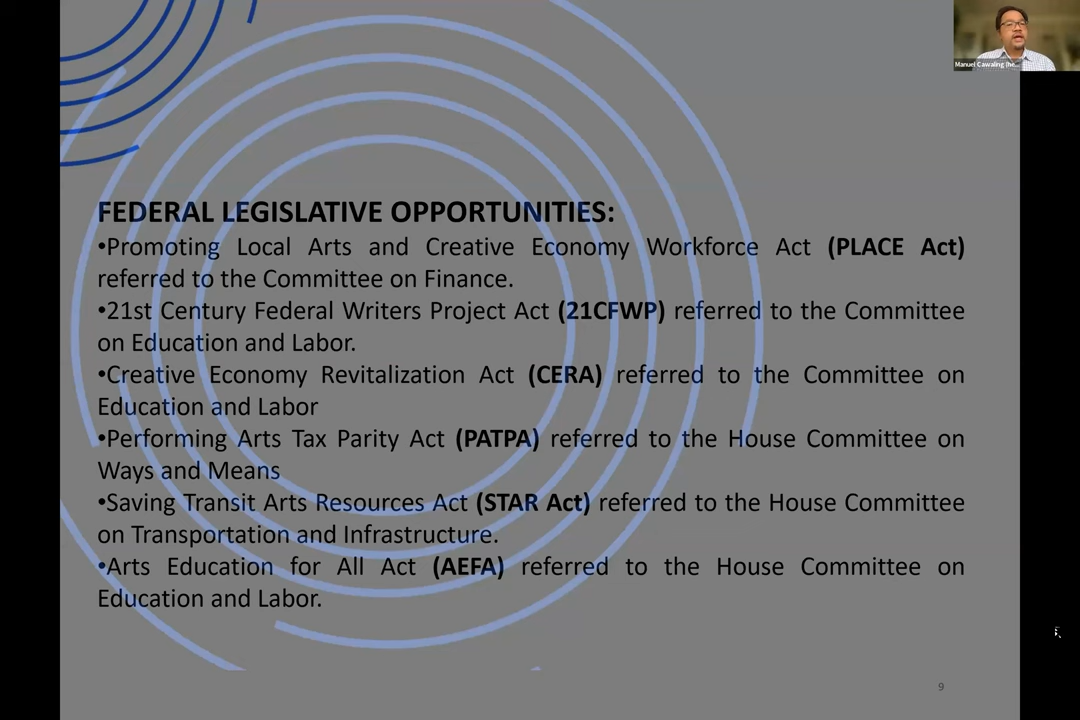 Manuel Cawaling (he...
FEDERAL LEGISLATIVE OPPORTUNITIES:
•Promoting Local Arts and Creative Economy Workforce Act (PLACE Act)
referred to the Committee on Finance.
•21st Century Federal Writers Project Act (21CFWP) referred to the Committee
on Education and Labor.
•Creative Economy Revitalization Act (CERA) referred to the Committee on
Education and Labor
•Performing Arts Tax Parity Act (PATPA) referred to the House Committee on
Ways and Means
•Saving Transit Arts Resources Act (STAR Act) referred to the House Committee
on Transportation and Infrastructure.
•Arts Education for All Act (AEFA) referred to the House Committee on
Education and Labor.
9